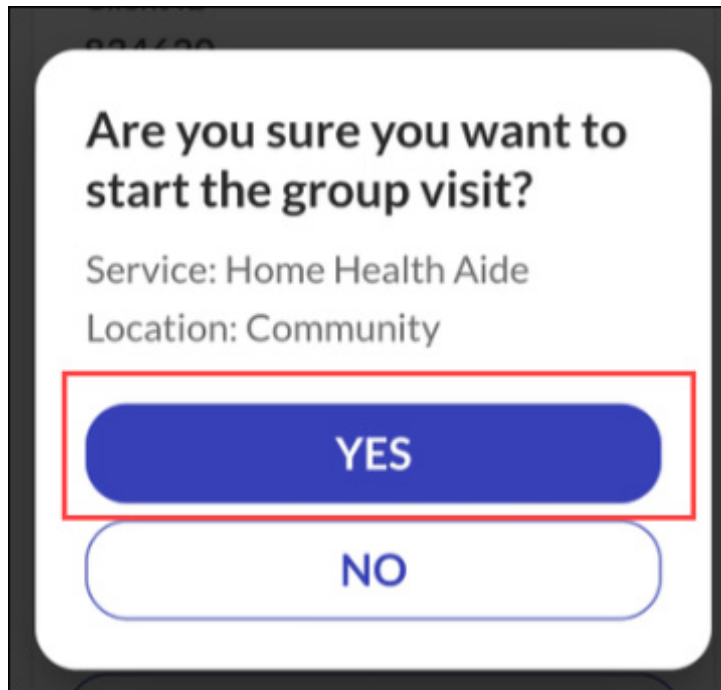 Are you sure you want to
start the group visit?
Service: Home Health Aide
Location: Community
YES
NO